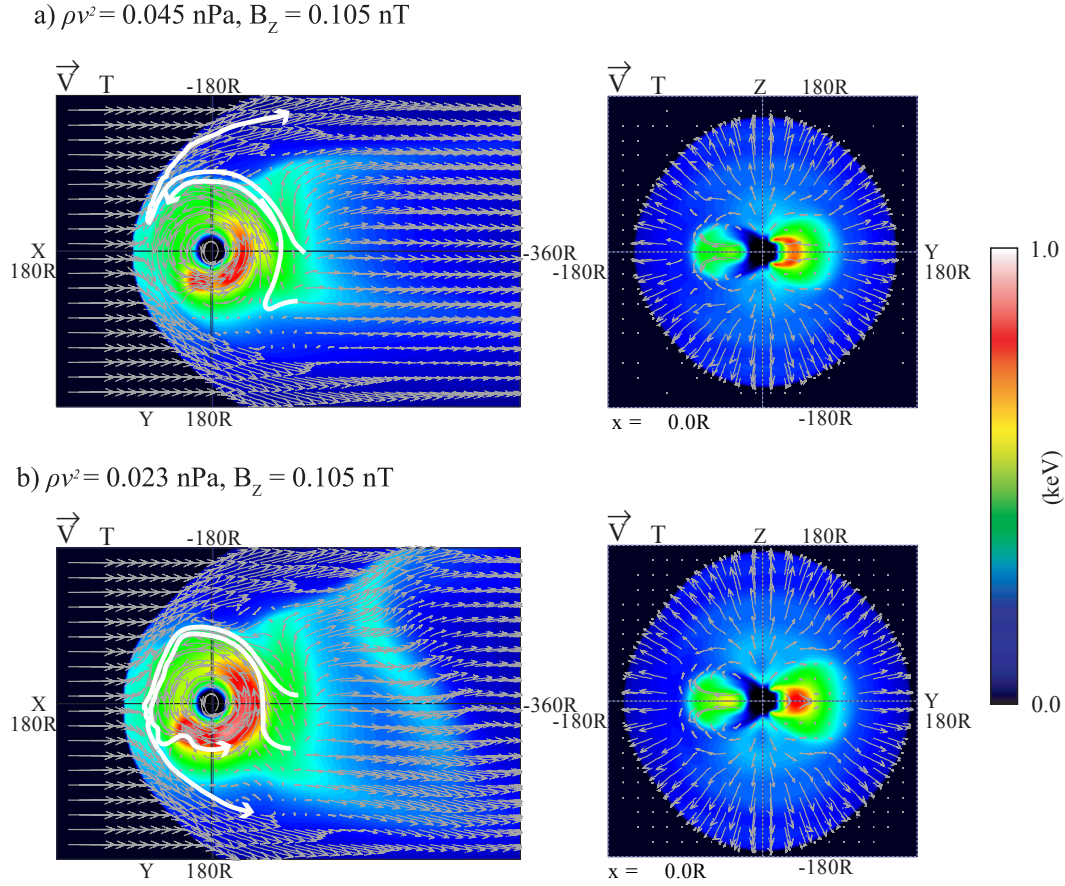 a) ρv² = 0.045 nPa, B_Z = 0.105 nT
V⃗ T -180R
X
180R
-360R
Y 180R
V⃗ T Z 180R
-180R
Y
180R
x = 0.0R -180R
1.0
(keV)
0.0
b) ρv² = 0.023 nPa, B_Z = 0.105 nT
V⃗ T -180R
X
180R
-360R
Y 180R
V⃗ T Z 180R
-180R
Y
180R
x = 0.0R -180R